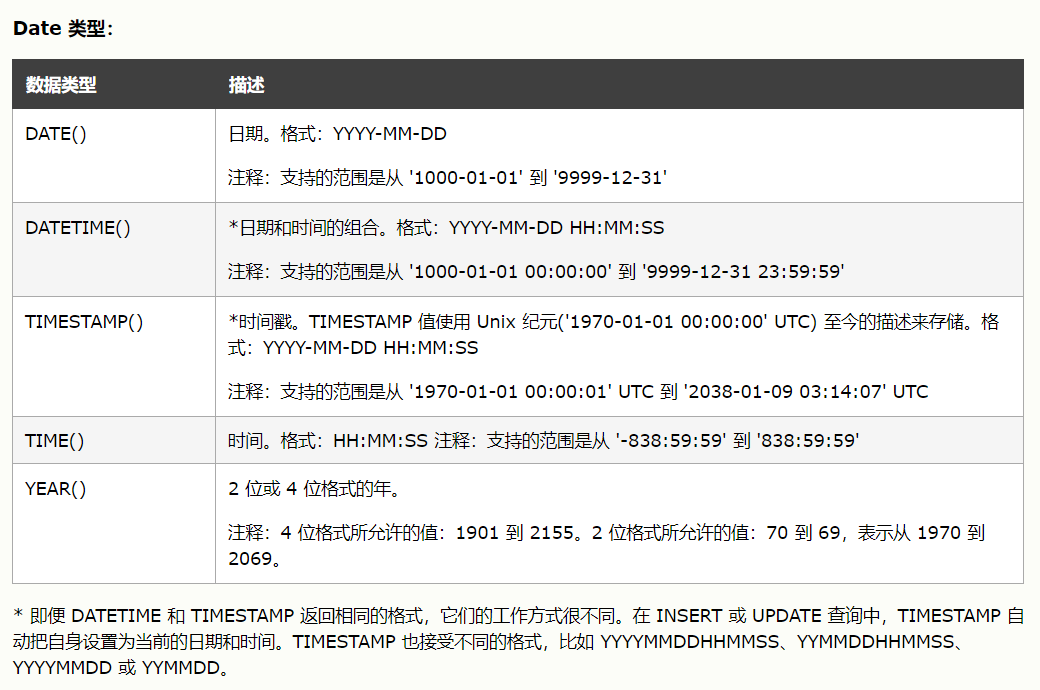 Date 类型：
数据类型 描述
DATE() 日期。格式：YYYY-MM-DD
注释：支持的范围是从 '1000-01-01' 到 '9999-12-31'
DATETIME() *日期和时间的组合。格式：YYYY-MM-DD HH:MM:SS
注释：支持的范围是从 '1000-01-01 00:00:00' 到 '9999-12-31 23:59:59'
TIMESTAMP() *时间戳。TIMESTAMP 值使用 Unix 纪元('1970-01-01 00:00:00' UTC) 至今的描述来存储。格
式：YYYY-MM-DD HH:MM:SS
注释：支持的范围是从 '1970-01-01 00:00:01' UTC 到 '2038-01-09 03:14:07' UTC
TIME() 时间。格式：HH:MM:SS 注释：支持的范围是从 '-838:59:59' 到 '838:59:59'
YEAR() 2 位或 4 位格式的年。
注释：4 位格式所允许的值：1901 到 2155。2 位格式所允许的值：70 到 69，表示从 1970 到
2069。
* 即便 DATETIME 和 TIMESTAMP 返回相同的格式，它们的工作方式很不同。在 INSERT 或 UPDATE 查询中，TIMESTAMP 自
动把自身设置为当前的日期和时间。TIMESTAMP 也接受不同的格式，比如 YYYYMMDDHHMMSS、YYMMDDHHMMSS、
YYYYMMDD 或 YYMMDD。